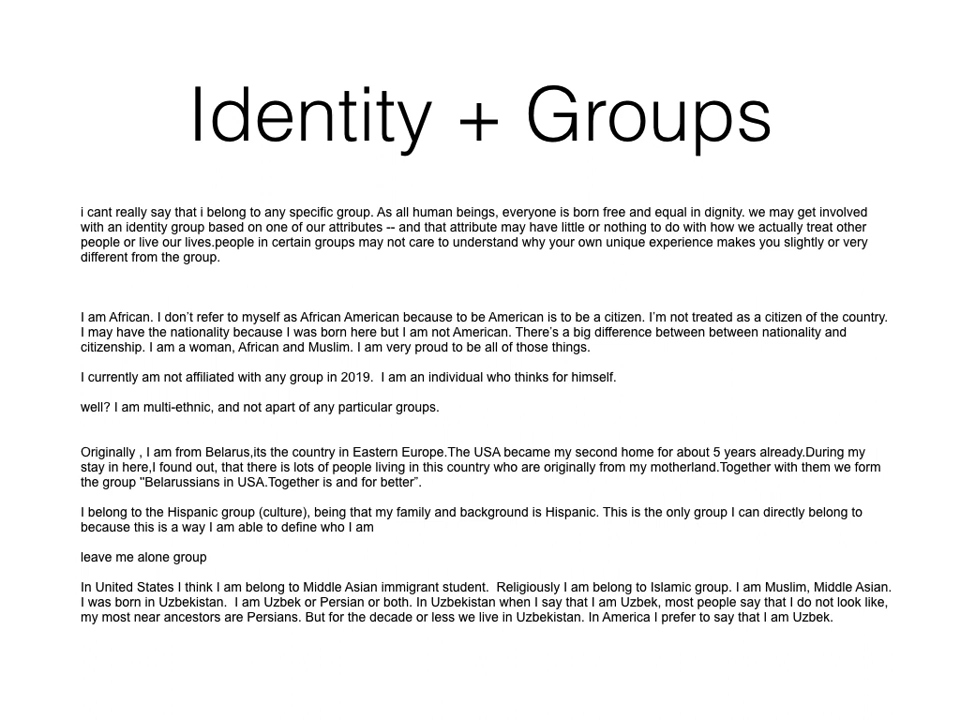 Identity + Groups
i cant really say that i belong to any specific group. As all human beings, everyone is born free and equal in dignity. we may get involved
with an identity group based on one of our attributes -- and that attribute may have little or nothing to do with how we actually treat other
people or live our lives.people in certain groups may not care to understand why your own unique experience makes you slightly or very
different from the group.
I am African. I don’t refer to myself as African American because to be American is to be a citizen. I’m not treated as a citizen of the country.
I may have the nationality because I was born here but I am not American. There’s a big difference between between nationality and
citizenship. I am a woman, African and Muslim. I am very proud to be all of those things.
I currently am not affiliated with any group in 2019.  I am an individual who thinks for himself.
well? I am multi-ethnic, and not apart of any particular groups.
Originally , I am from Belarus,its the country in Eastern Europe.The USA became my second home for about 5 years already.During my
stay in here,I found out, that there is lots of people living in this country who are originally from my motherland.Together with them we form
the group "Belarussians in USA.Together is and for better”.
I belong to the Hispanic group (culture), being that my family and background is Hispanic. This is the only group I can directly belong to
because this is a way I am able to define who I am
leave me alone group
In United States I think I am belong to Middle Asian immigrant student.  Religiously I am belong to Islamic group. I am Muslim, Middle Asian.
I was born in Uzbekistan.  I am Uzbek or Persian or both. In Uzbekistan when I say that I am Uzbek, most people say that I do not look like,
my most near ancestors are Persians. But for the decade or less we live in Uzbekistan. In America I prefer to say that I am Uzbek.